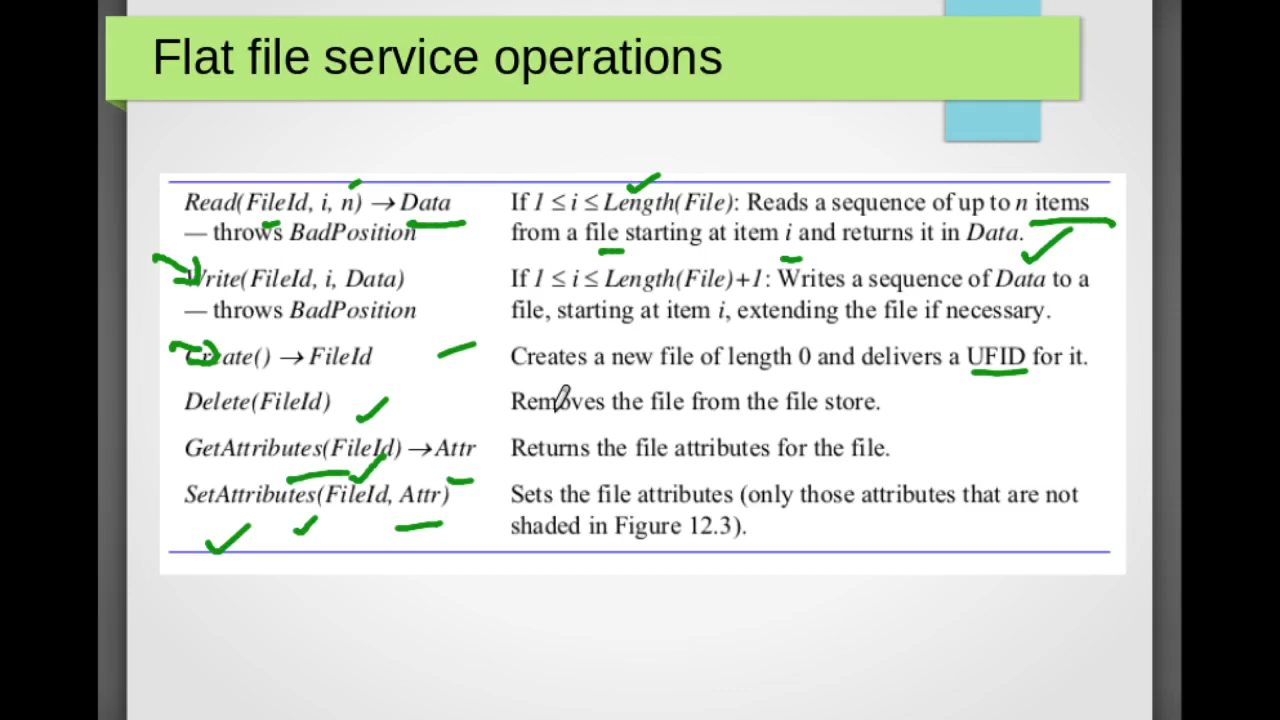 Flat file service operations
Read(FileId, i, n) → Data
— throws BadPosition
If 1 ≤ i ≤ Length(File): Reads a sequence of up to n items
from a file starting at item i and returns it in Data.
Write(FileId, i, Data)
— throws BadPosition
If 1 ≤ i ≤ Length(File)+1: Writes a sequence of Data to a
file, starting at item i, extending the file if necessary.
Create() → FileId
Creates a new file of length 0 and delivers a UFID for it.
Delete(FileId)
Removes the file from the file store.
GetAttributes(FileId) → Attr
Returns the file attributes for the file.
SetAttributes(FileId, Attr)
Sets the file attributes (only those attributes that are not
shaded in Figure 12.3).